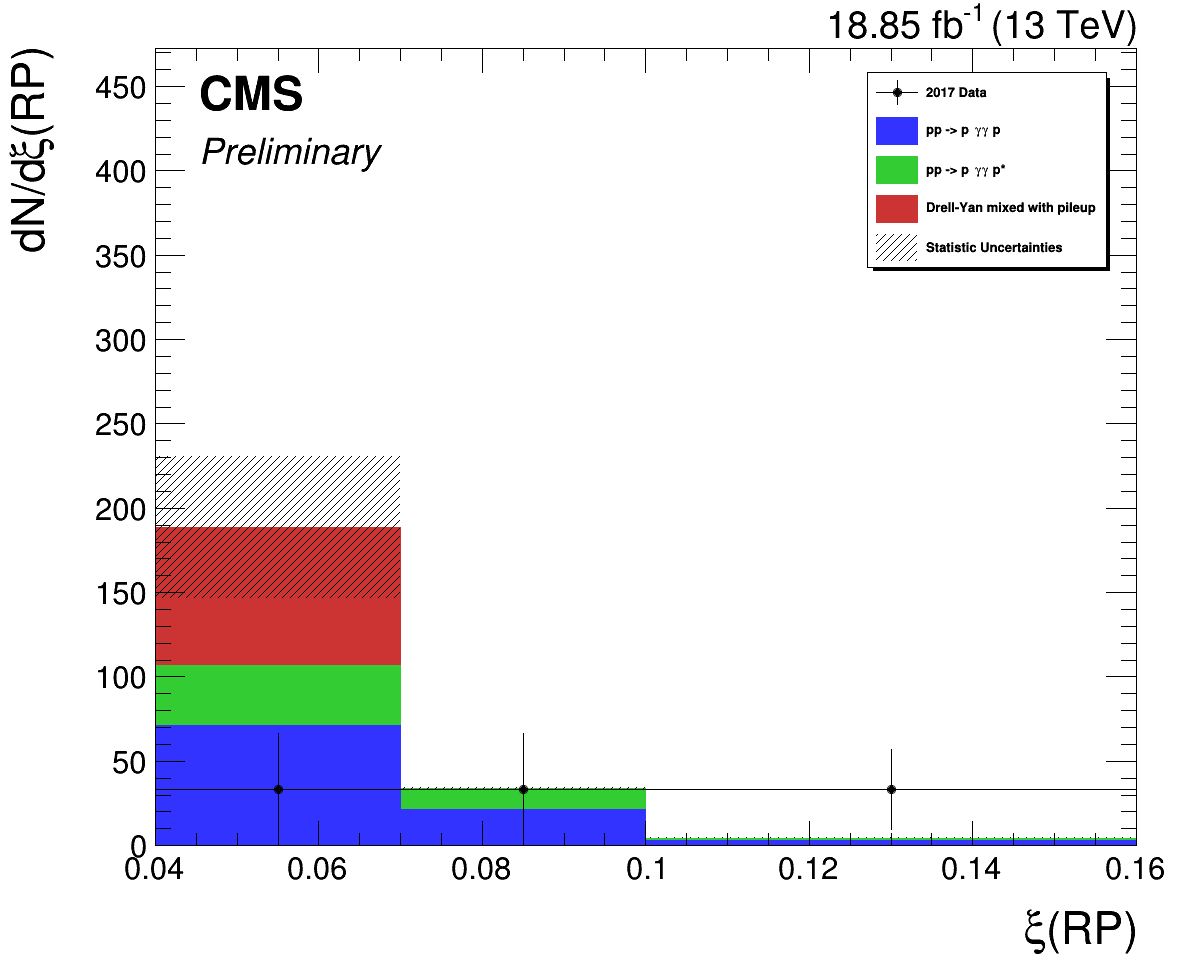 18.85 fb⁻¹ (13 TeV)
dN/dξ(RP)
CMS
Preliminary
2017 Data
pp -> p γγ p
pp -> p γγ p*
Drell-Yan mixed with pileup
Statistic Uncertainties
450
400
350
300
250
200
150
100
50
0
0.04 0.06 0.08 0.1 0.12 0.14 0.16
ξ(RP)